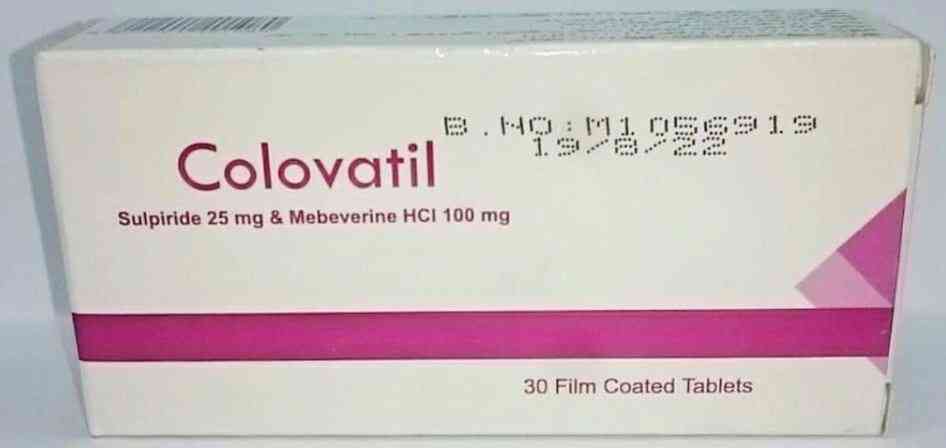 B.NO:M1056919
19/8/22
Colovatil
Sulpiride 25 mg & Mebeverine HCl 100 mg
30 Film Coated Tablets